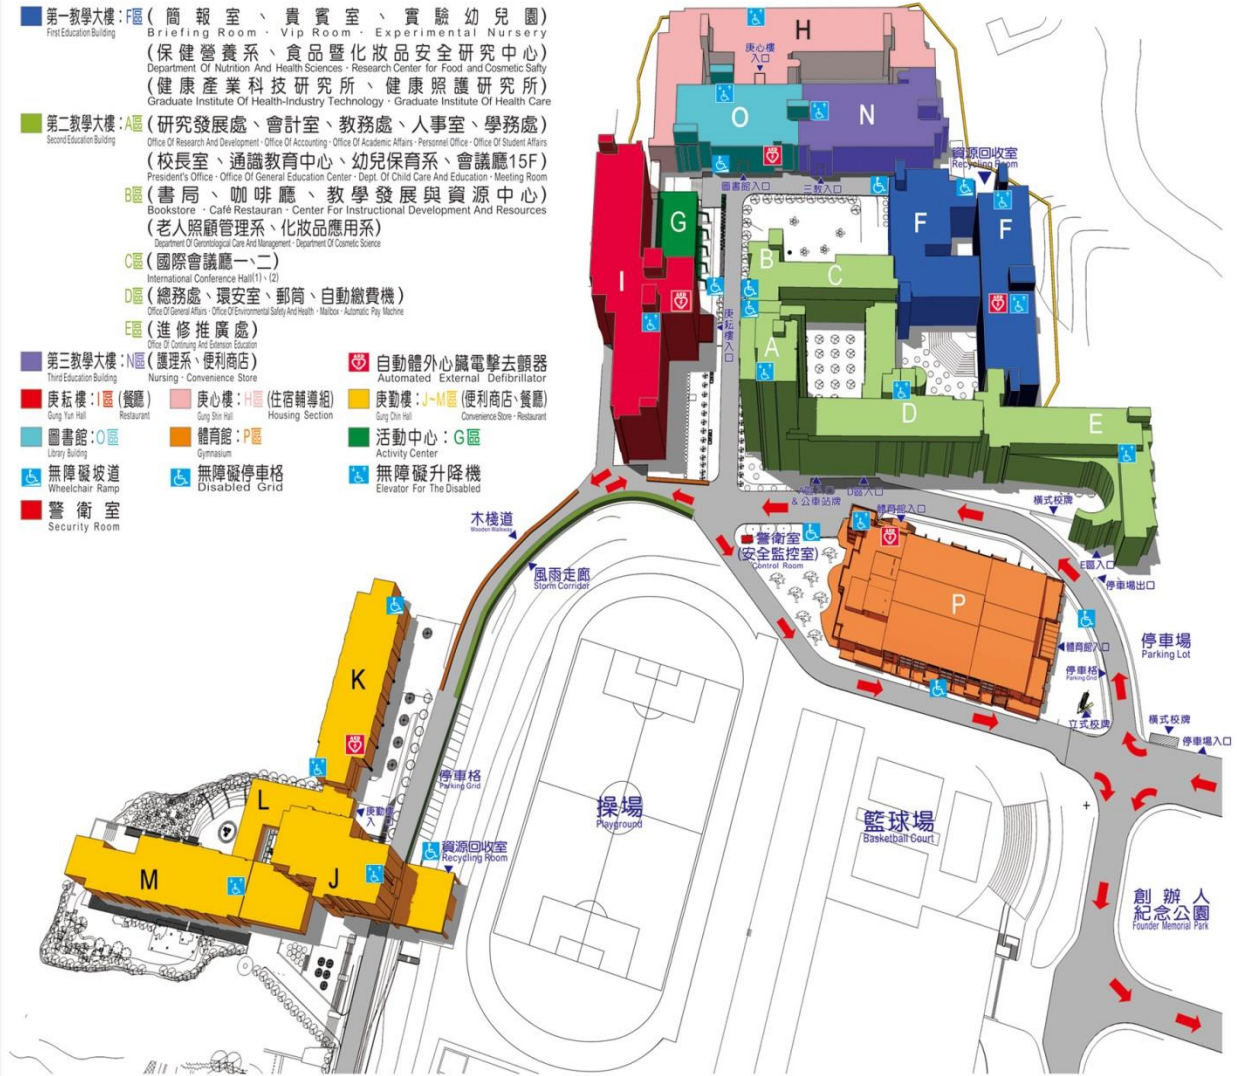 第一教學大樓：F區(簡報室、貴賓室、實驗幼兒園)
First Education Building Briefing Room · Vip Room · Experimental Nursery
(保健營養系、食品暨化妝品安全研究中心)
Department Of Nutrition And Health Sciences · Research Center for Food and Cosmetic Safty
(健康產業科技研究所、健康照護研究所)
Graduate Institute Of Health-Industry Technology · Graduate Institute Of Health Care
第二教學大樓：A區(研究發展處、會計室、教務處、人事室、學務處)
Second Education Building Office Of Research And Development · Office Of Accounting · Office Of Academic Affairs · Personnel Office · Office Of Student Affairs
(校長室、通識教育中心、幼兒保育系、會議廳15F)
President's Office · Office Of General Education Center · Dept. Of Child Care And Education · Meeting Room
B區(書局、咖啡廳、教學發展與資源中心)
Bookstore · Café Restauran · Center For Instructional Development And Resources
(老人照顧管理系、化妝品應用系)
Department Of Gerontological Care And Management · Department Of Cosmetic Science
C區(國際會議廳一、二)
International Conference Hall(1)、(2)
D區(總務處、環安室、郵筒、自動繳費機)
Office Of General Affairs · Office Of Environmental Safety And Health · Mailbox · Automatic Pay Machine
E區(進修推廣處)
Office Of Continuing And Extension Education
第三教學大樓：N區(護理系、便利商店)
Third Education Building Nursing · Convenience Store
AED
自動體外心臟電擊去顫器
Automated External Defibrillator
庚耘樓：I區(餐廳)
Gung Yun Hall Restaurant
庚心樓：H區(住宿輔導組)
Gung Shin Hall Housing Section
庚勤樓：J~M區(便利商店、餐廳)
Gung Chin Hall Convenience Store · Restaurant
圖書館：O區
Library Building
體育館：P區
Gymnasium
活動中心：G區
Activity Center
無障礙坡道
Wheelchair Ramp
無障礙停車格
Disabled Grid
無障礙升降機
Elevator For The Disabled
警衛室
Security Room
H
庚心樓
入口
O
N
AED
圖書館入口
三教入口
資源回收室
Recycling Room
I
G
AED
庚耘樓入口
B
C
A
F
F
AED
D
E
A區入口
& 公車站牌
D區入口
體育館入口
橫式校牌
E區入口
停車場出口
警衛室
(安全監控室)
Control Room
AED
P
體育館入口
停車格
Parking Grid
立式校牌
停車場
Parking Lot
橫式校牌
停車場入口
木棧道
Wooden Walkway
風雨走廊
Storm Corridor
K
AED
L
庚勤樓
入
M
J
停車格
Parking Grid
資源回收室
Recycling Room
操場
Playground
籃球場
Basketball Court
創辦人
紀念公園
Founder Memorial Park